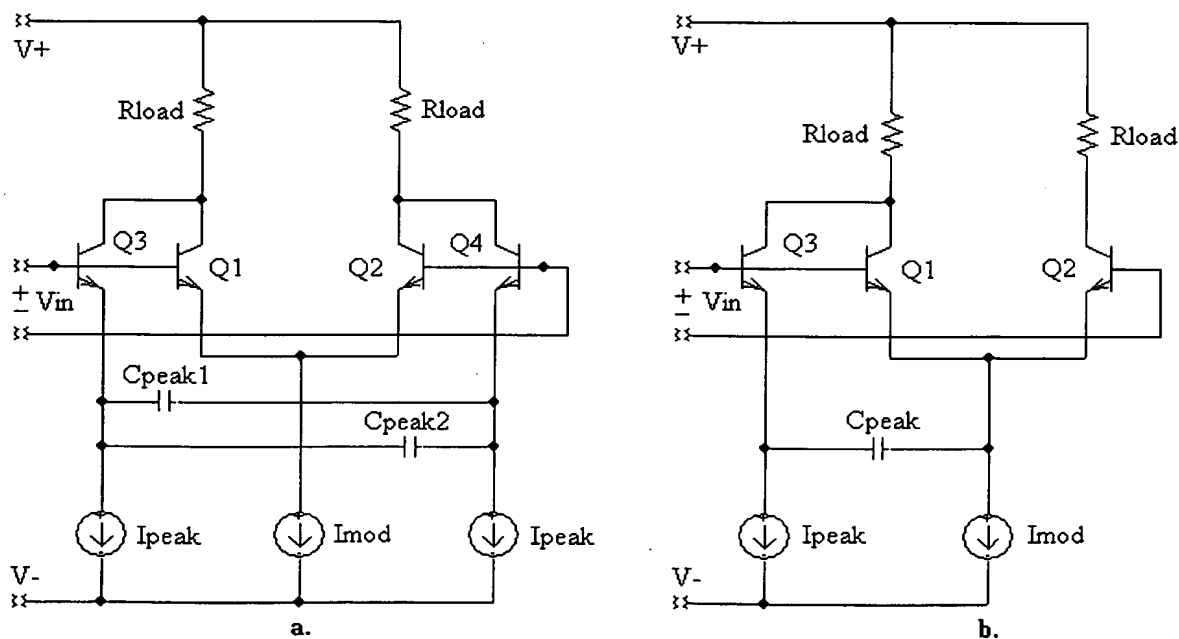 V+
Rload
Rload
Q3
Q1
Q2
Q4
+
-
Vin
Cpeak1
Cpeak2
Ipeak
Imod
Ipeak
V-
a.
V+
Rload
Rload
Q3
Q1
Q2
+
-
Vin
Cpeak
Ipeak
Imod
V-
b.